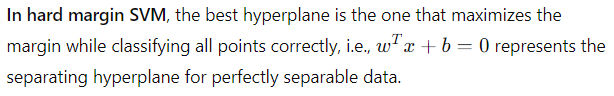 In hard margin SVM, the best hyperplane is the one that maximizes the
margin while classifying all points correctly, i.e., $w^T x + b = 0$ represents the
separating hyperplane for perfectly separable data.